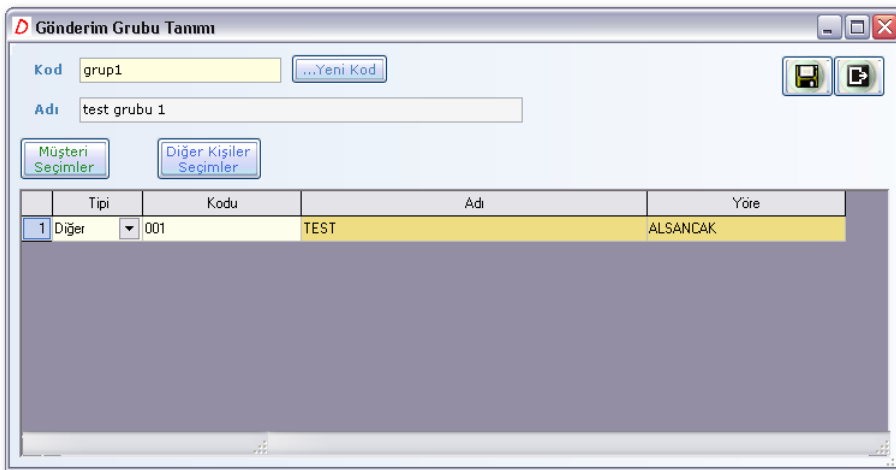 D Gönderim Grubu Tanımı
Kod grup1 ...Yeni Kod
Adı test grubu 1
Müşteri
Seçimler
Diğer Kişiler
Seçimler
Tipi Kodu Adı Yöre
1 Diğer 001 TEST ALSANCAK